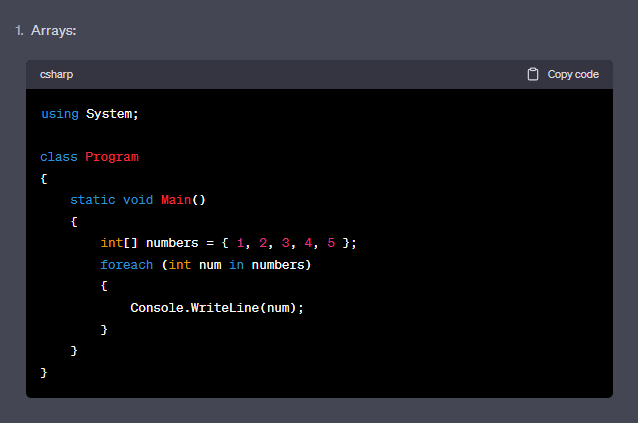 1. Arrays:
csharp Copy code
using System;
class Program
{
    static void Main()
    {
        int[] numbers = { 1, 2, 3, 4, 5 };
        foreach (int num in numbers)
        {
            Console.WriteLine(num);
        }
    }
}